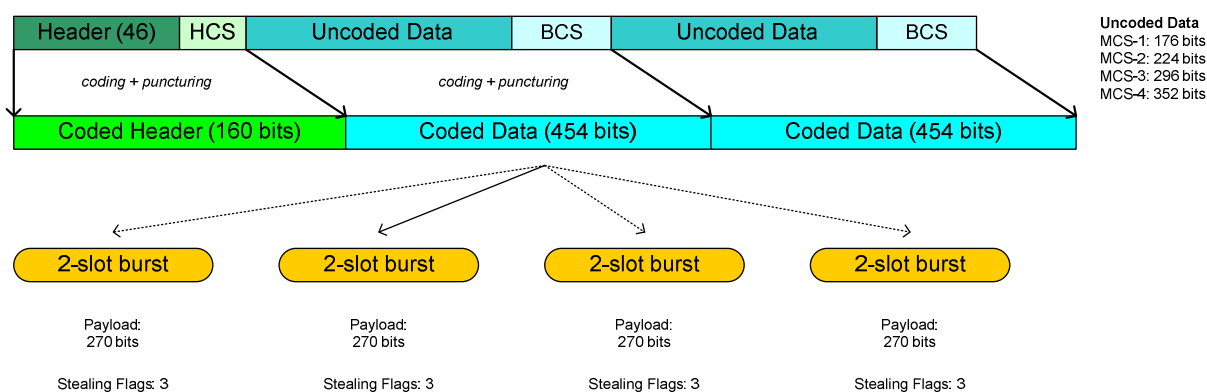 Header (46) HCS Uncoded Data BCS Uncoded Data BCS
Uncoded Data
MCS-1: 176 bits
MCS-2: 224 bits
MCS-3: 296 bits
MCS-4: 352 bits
coding + puncturing coding + puncturing
Coded Header (160 bits) Coded Data (454 bits) Coded Data (454 bits)
2-slot burst 2-slot burst 2-slot burst 2-slot burst
Payload: Payload: Payload: Payload:
270 bits 270 bits 270 bits 270 bits
Stealing Flags: 3 Stealing Flags: 3 Stealing Flags: 3 Stealing Flags: 3